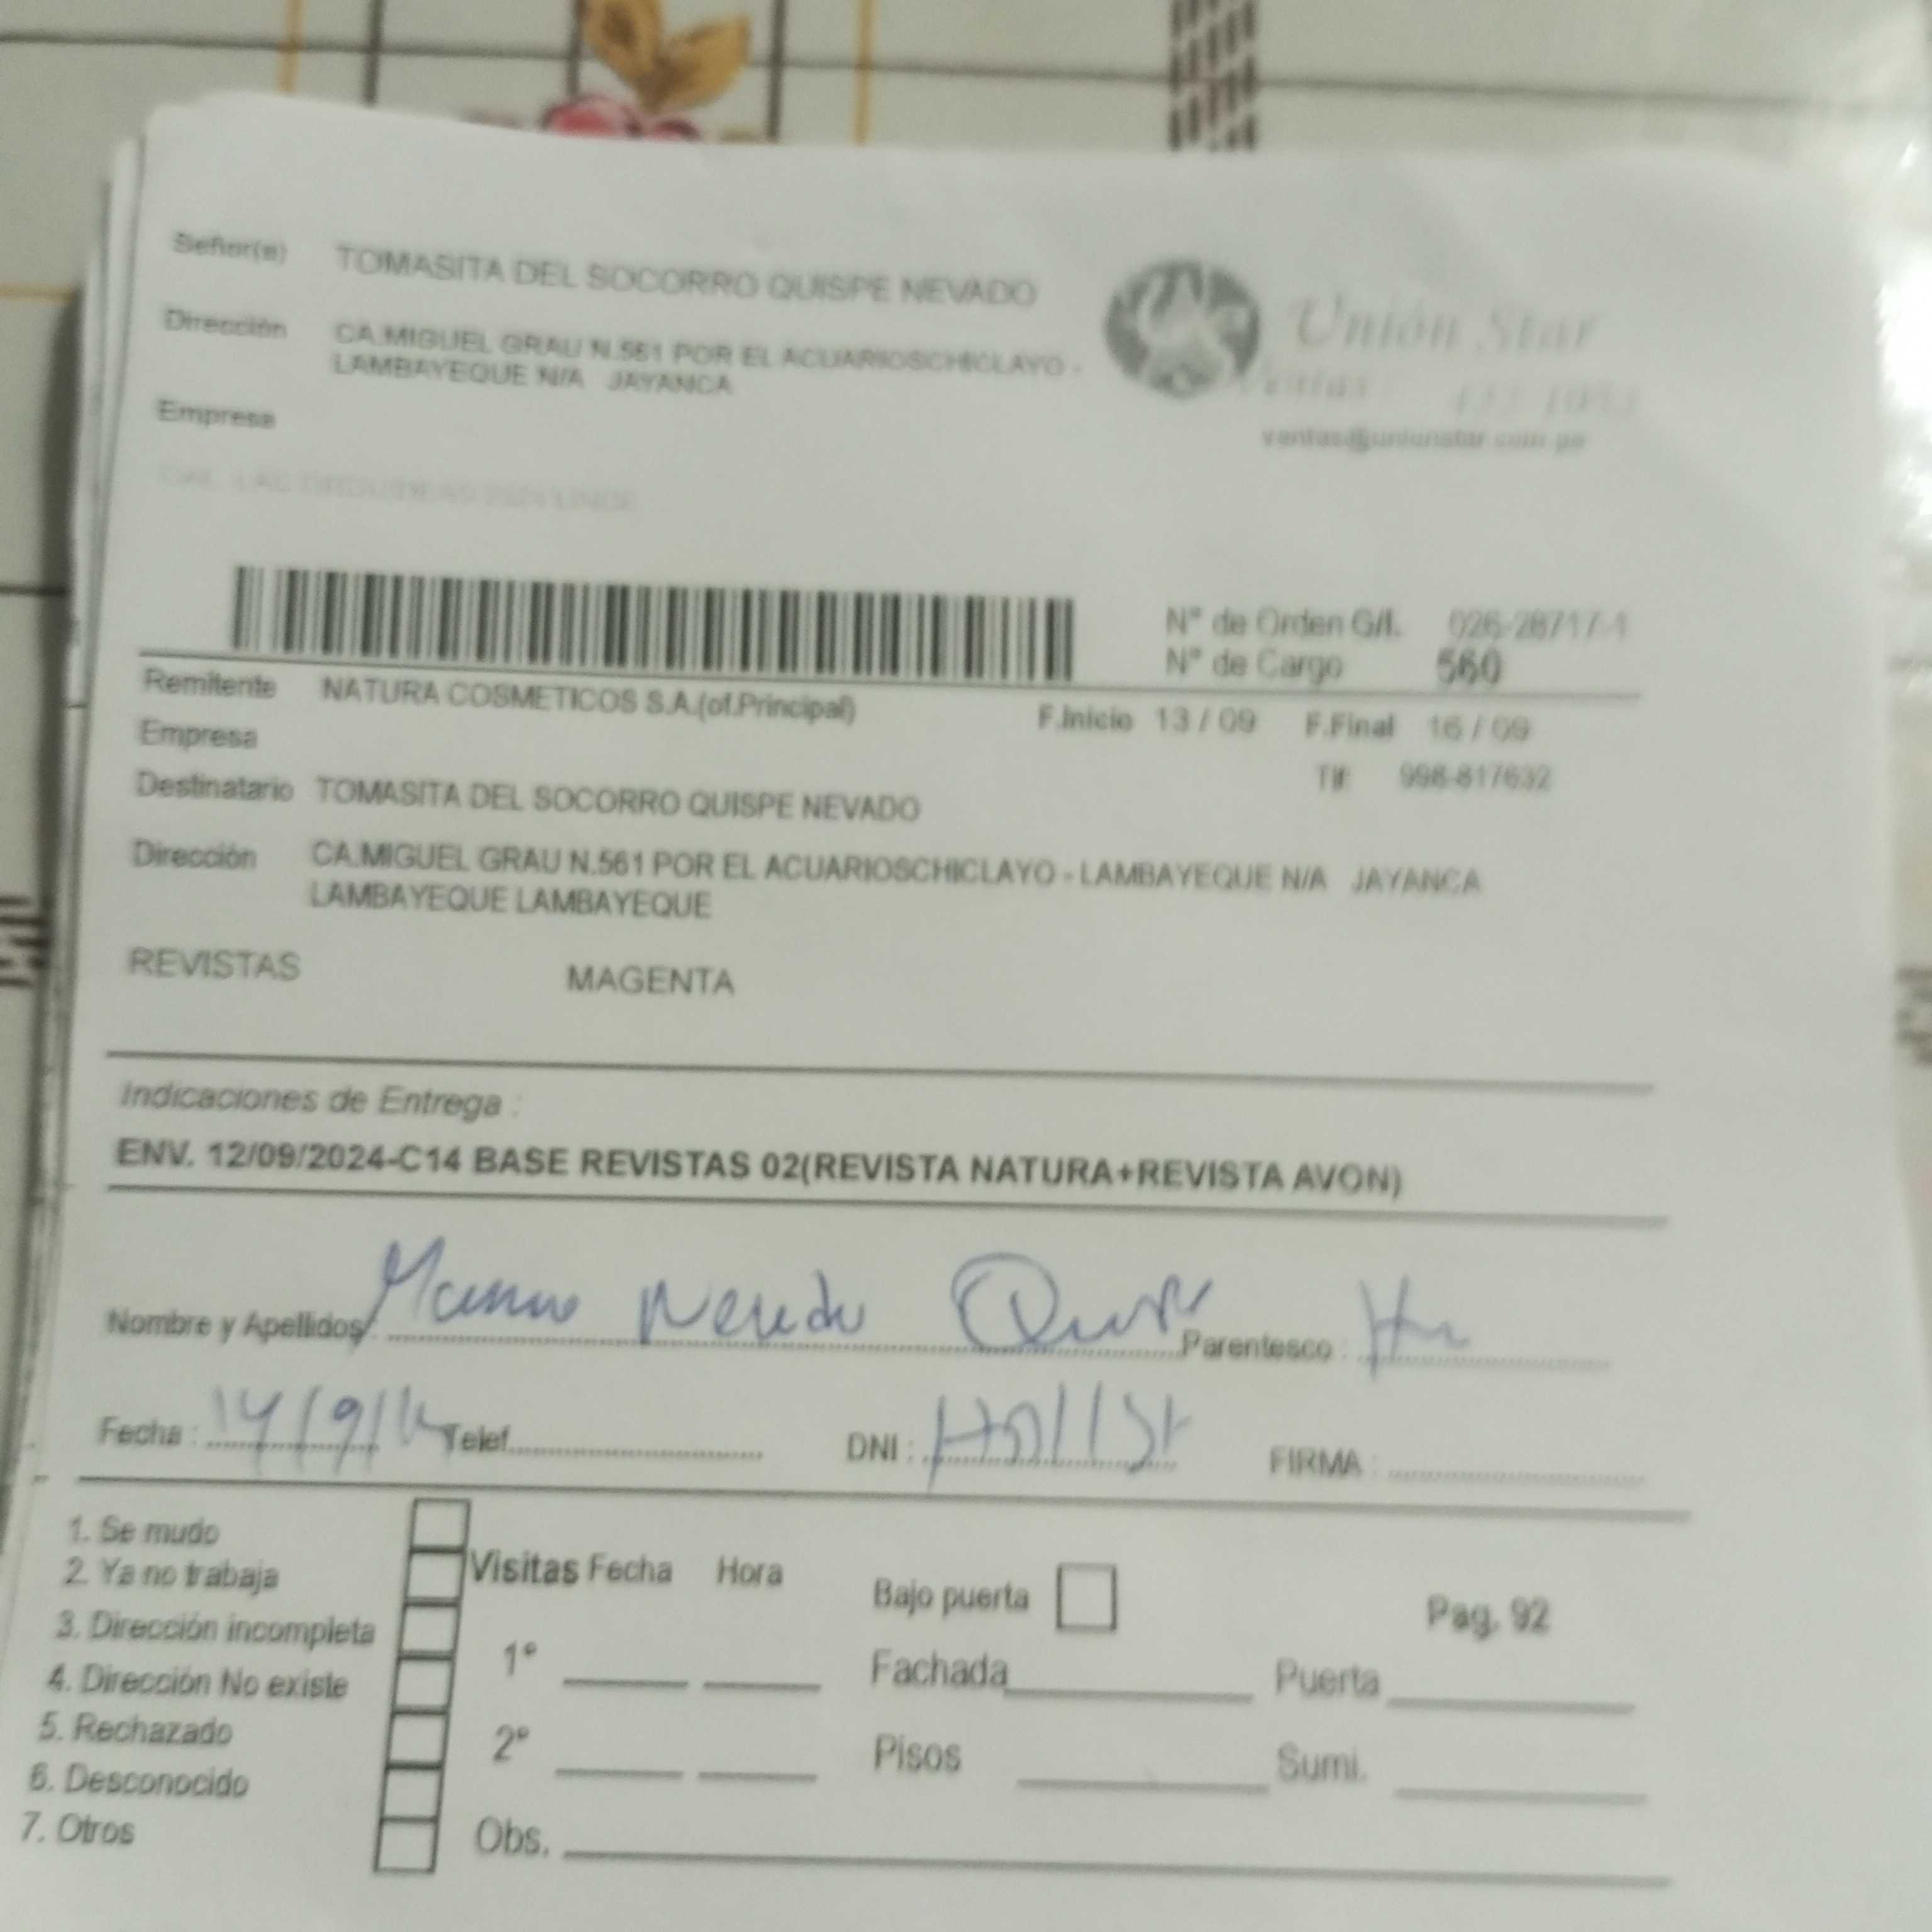 Señor(s) TOMASITA DEL SOCORRO QUISPE NEVADO
Dirección CA.MIGUEL GRAU N.561 POR EL ACUARIOSCHICLAYO -
LAMBAYEQUE N/A JAYANCA
Unión Star
Ventas
ventas@unionstar.com.pe
Empresa
N° de Orden G/I. 026-28717-1
N° de Cargo 560
Remitente NATURA COSMETICOS S.A.(of.Principal)
F.Inicio 13 / 09 F.Final 16 / 09
Empresa
Tlf: 998-817632
Destinatario TOMASITA DEL SOCORRO QUISPE NEVADO
Dirección CA.MIGUEL GRAU N.561 POR EL ACUARIOSCHICLAYO - LAMBAYEQUE N/A JAYANCA
LAMBAYEQUE LAMBAYEQUE
REVISTAS MAGENTA
Indicaciones de Entrega :
ENV. 12/09/2024-C14 BASE REVISTAS 02(REVISTA NATURA+REVISTA AVON)
Nombre y Apellidos: Parentesco :
Fecha : 14/9/ Telef. DNI : FIRMA :
1. Se mudo
2. Ya no trabaja
3. Dirección incompleta
4. Dirección No existe
5. Rechazado
6. Desconocido
7. Otros
Visitas Fecha Hora
1°
2°
Obs.
Bajo puerta
Pag. 92
Fachada Puerta
Pisos Sumi.